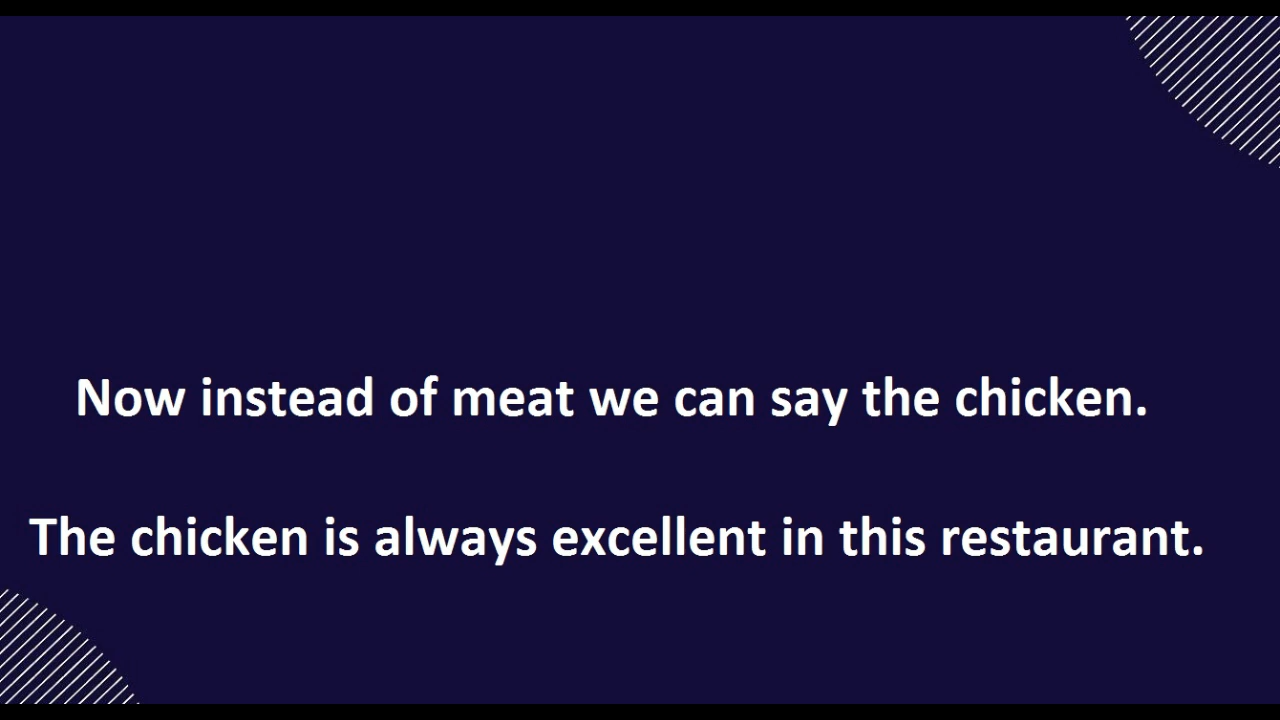 Now instead of meat we can say the chicken.
The chicken is always excellent in this restaurant.